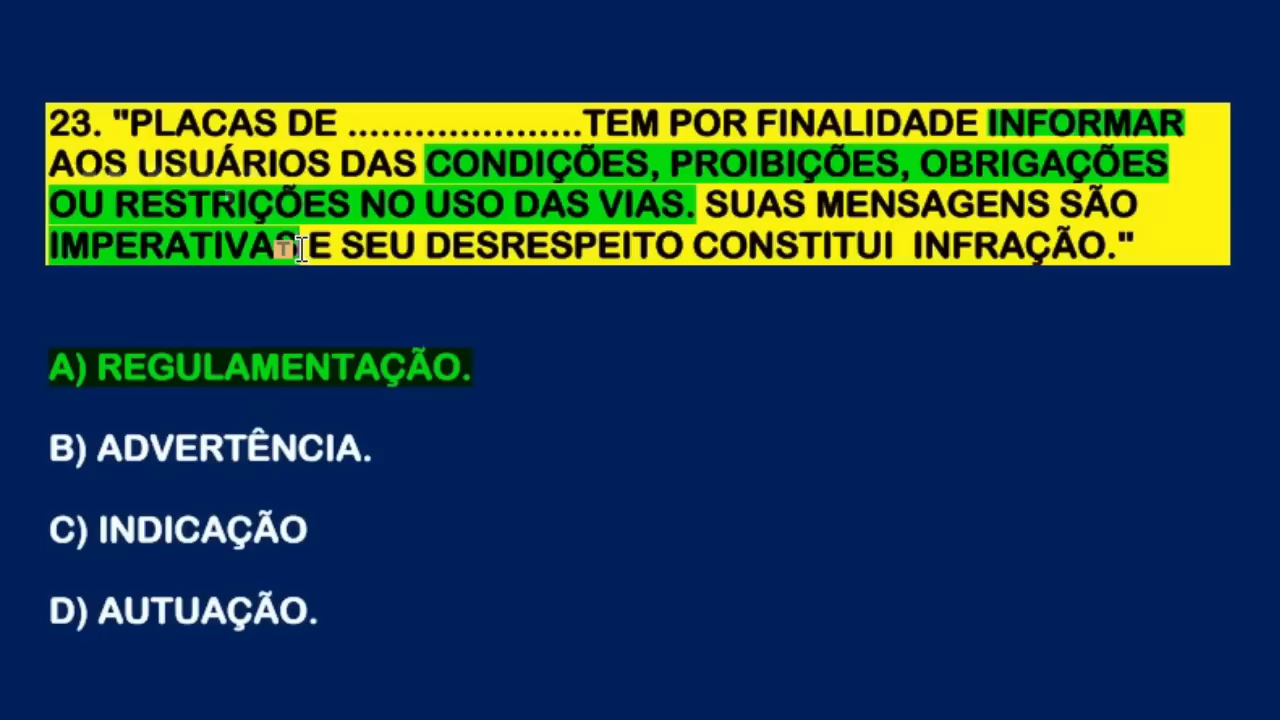 23. "PLACAS DE .....................TEM POR FINALIDADE INFORMAR
AOS USUÁRIOS DAS CONDIÇÕES, PROIBIÇÕES, OBRIGAÇÕES
OU RESTRIÇÕES NO USO DAS VIAS. SUAS MENSAGENS SÃO
IMPERATIVAS E SEU DESRESPEITO CONSTITUI INFRAÇÃO."
A) REGULAMENTAÇÃO.
B) ADVERTÊNCIA.
C) INDICAÇÃO
D) AUTUAÇÃO.